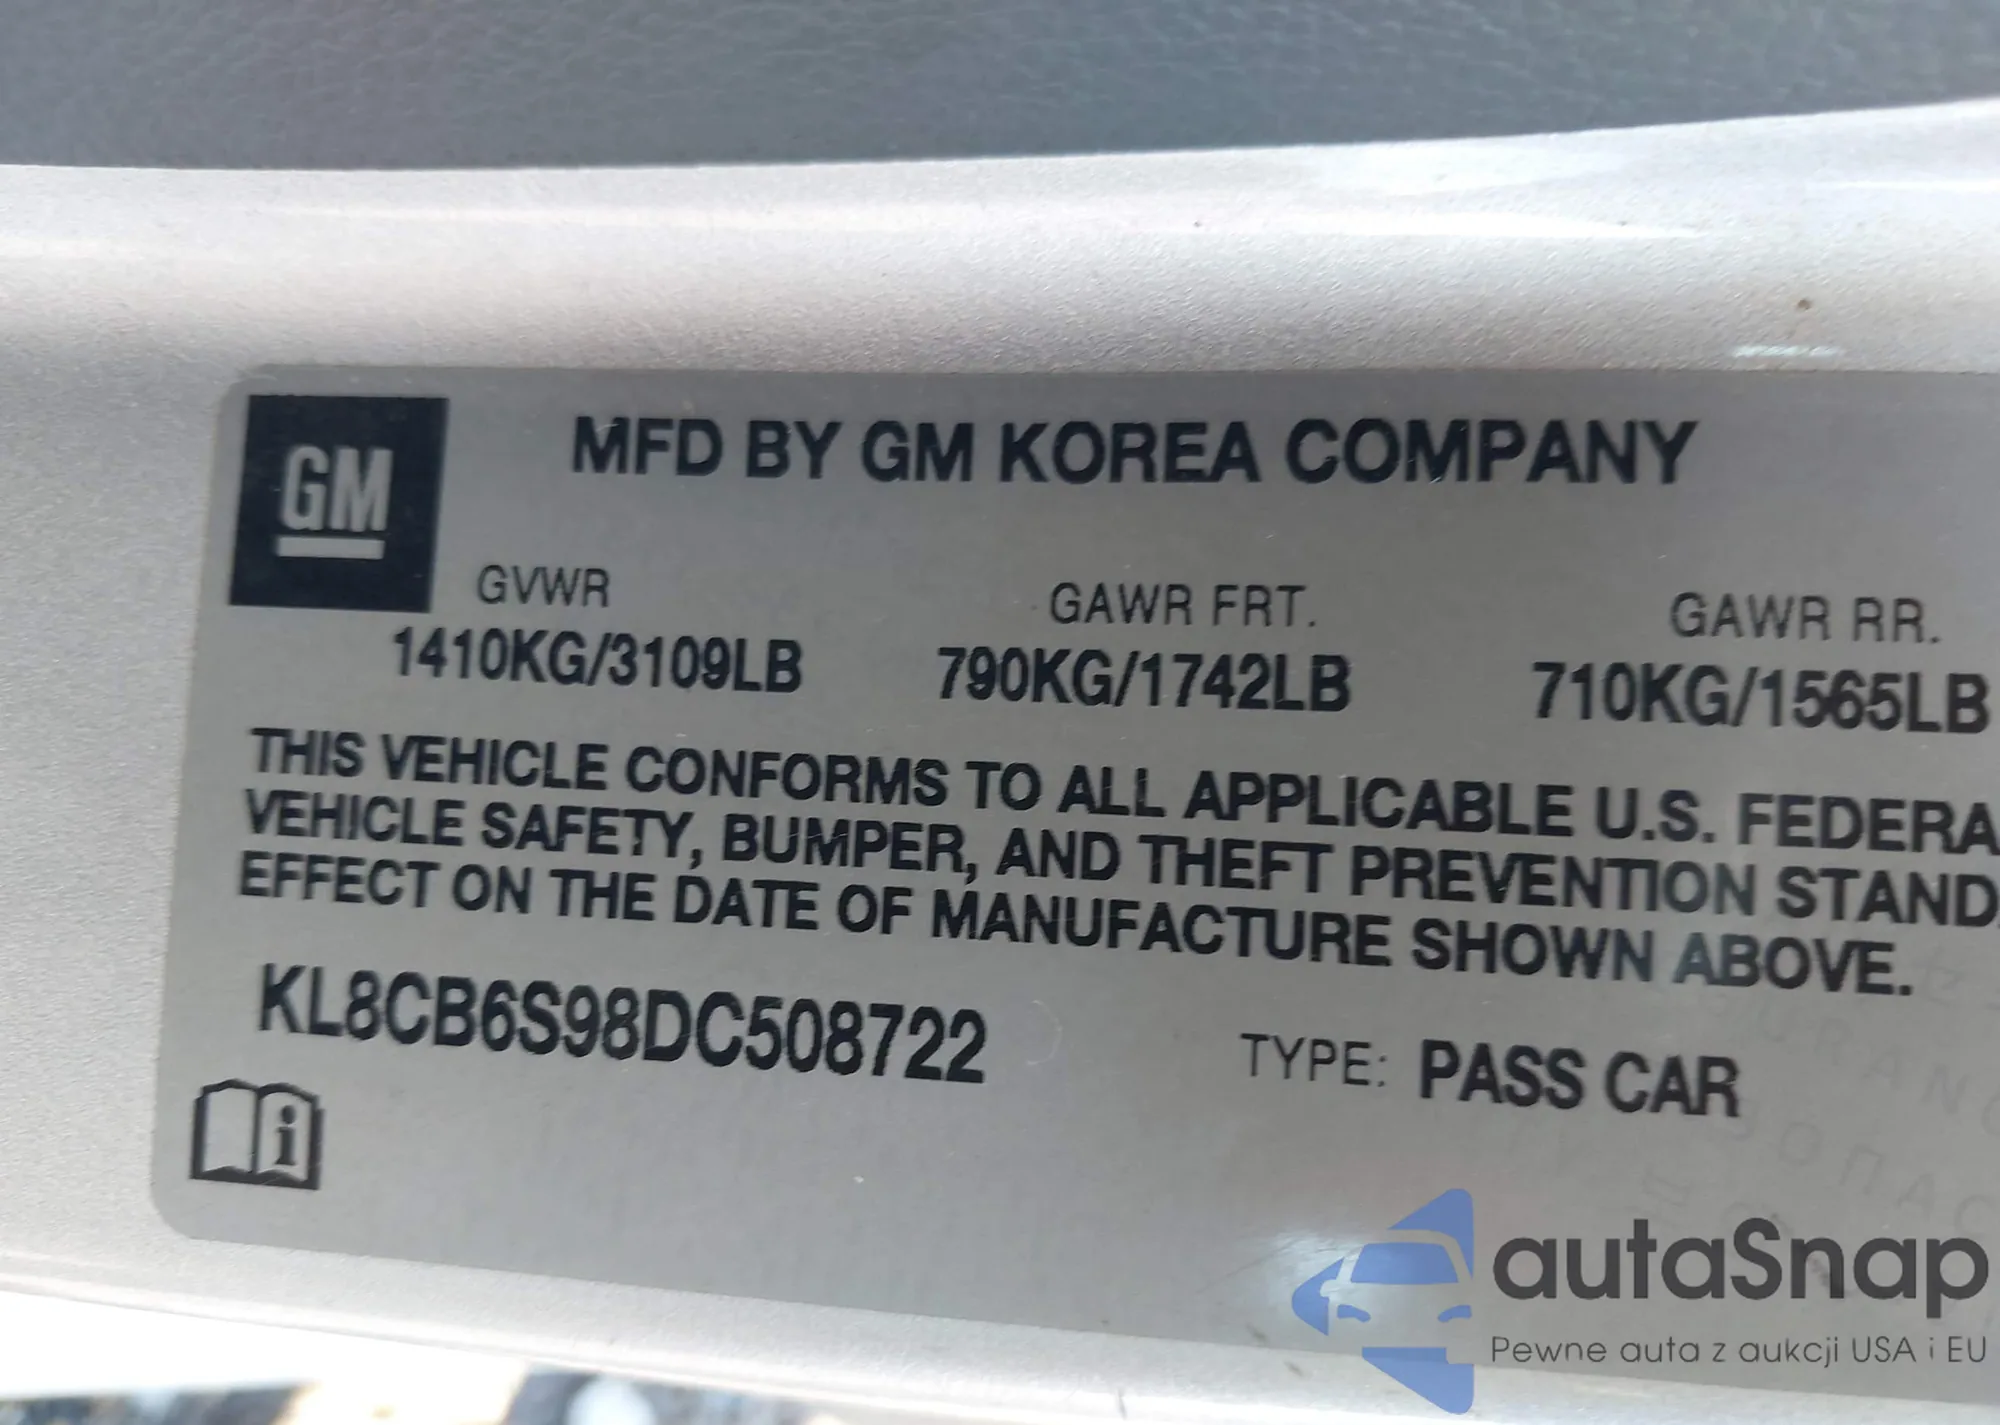 GM
MFD BY GM KOREA COMPANY
GVWR GAWR FRT. GAWR RR.
1410KG/3109LB 790KG/1742LB 710KG/1565LB
THIS VEHICLE CONFORMS TO ALL APPLICABLE U.S. FEDERA
VEHICLE SAFETY, BUMPER, AND THEFT PREVENTION STAND
EFFECT ON THE DATE OF MANUFACTURE SHOWN ABOVE.
KL8CB6S98DC508722
TYPE: PASS CAR
i
autaSnap
Pewne auta z aukcji USA i EU